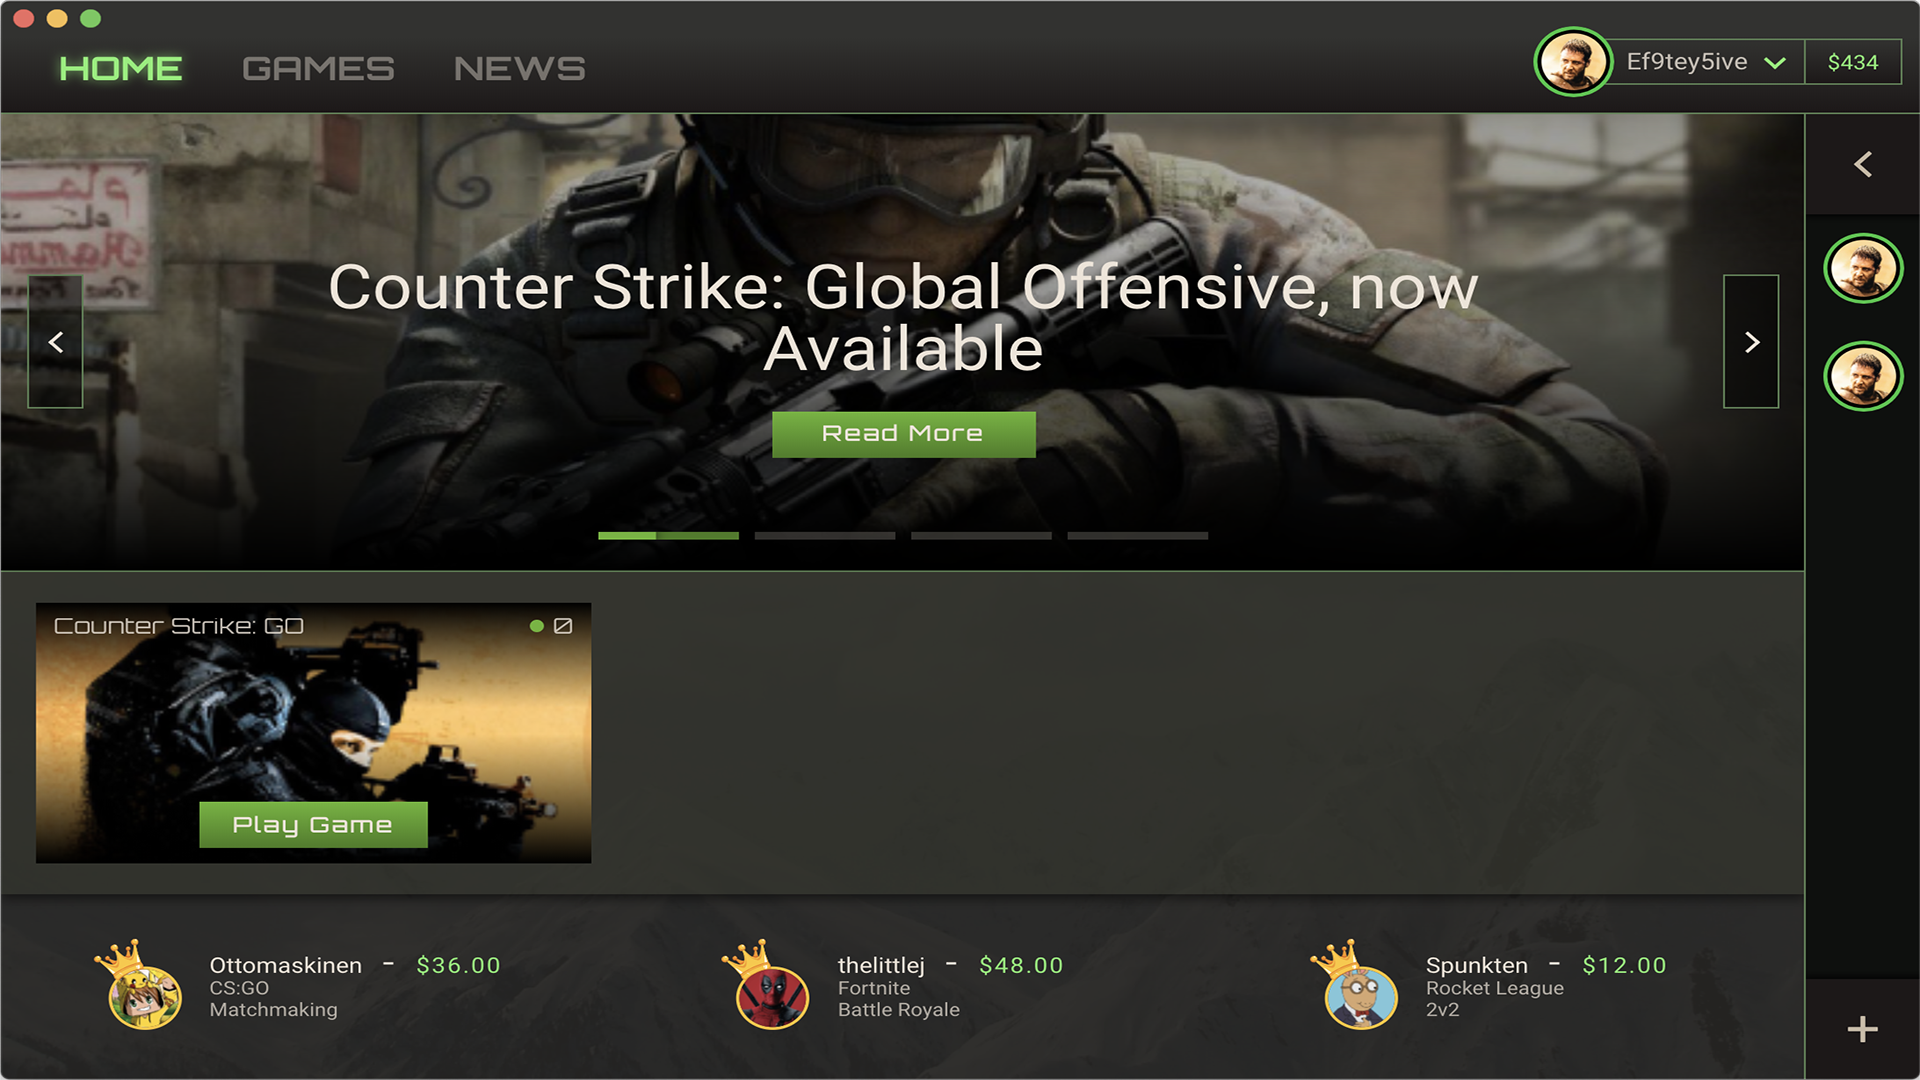 HOME GAMES NEWS
Ef9tey5ive $434
Counter Strike: Global Offensive, now
Available
Read More
Counter Strike: GO
Play Game
Ottomaskinen - $36.00
CS:GO
Matchmaking
thelittlej - $48.00
Fortnite
Battle Royale
Spunkten - $12.00
Rocket League
2v2